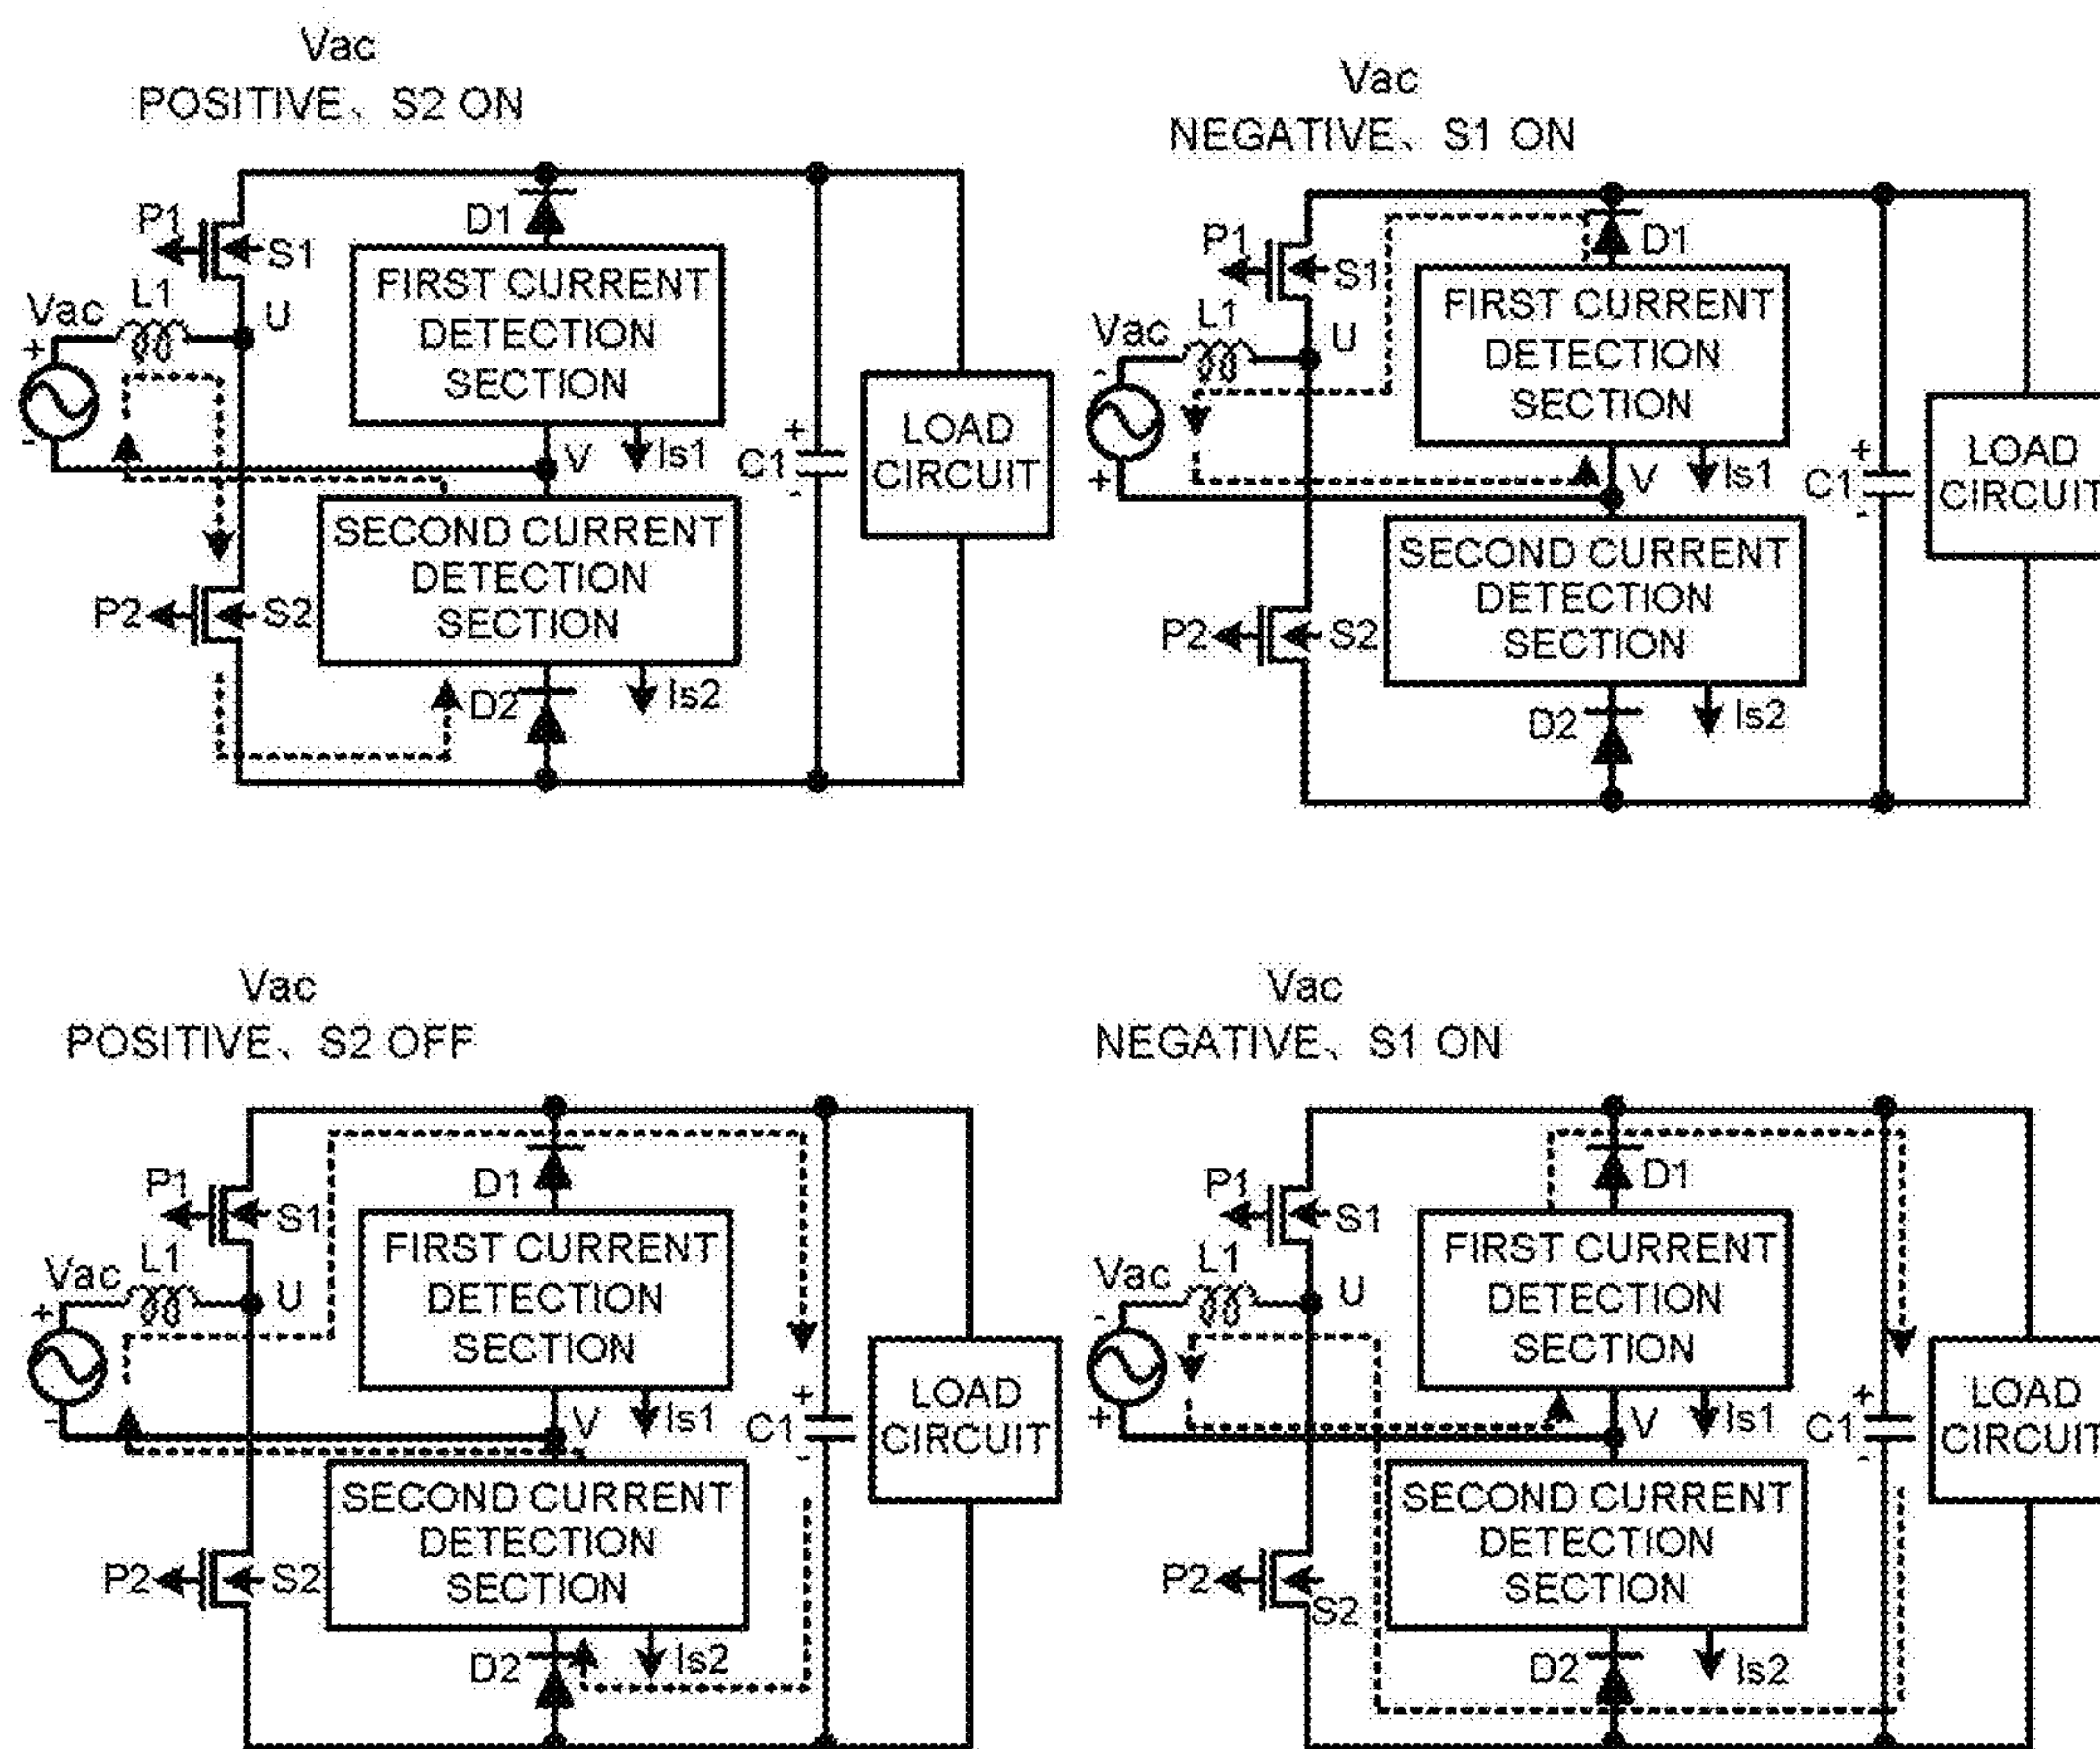 Vac
POSITIVE、S2 ON
P1
S1
D1
L1
Vac
U
+
-
FIRST CURRENT
DETECTION
SECTION
V
Is1
C1
+
-
LOAD
CIRCUIT
SECOND CURRENT
DETECTION
SECTION
P2
S2
D2
Is2
Vac
NEGATIVE、S1 ON
P1
S1
D1
L1
Vac
U
-
+
FIRST CURRENT
DETECTION
SECTION
V
Is1
C1
+
-
LOAD
CIRCUIT
SECOND CURRENT
DETECTION
SECTION
P2
S2
D2
Is2
Vac
POSITIVE、S2 OFF
P1
S1
D1
L1
Vac
U
+
-
FIRST CURRENT
DETECTION
SECTION
V
Is1
C1
+
-
LOAD
CIRCUIT
SECOND CURRENT
DETECTION
SECTION
P2
S2
D2
Is2
Vac
NEGATIVE、S1 ON
P1
S1
D1
L1
Vac
U
-
+
FIRST CURRENT
DETECTION
SECTION
V
Is1
C1
+
-
LOAD
CIRCUIT
SECOND CURRENT
DETECTION
SECTION
P2
S2
D2
Is2